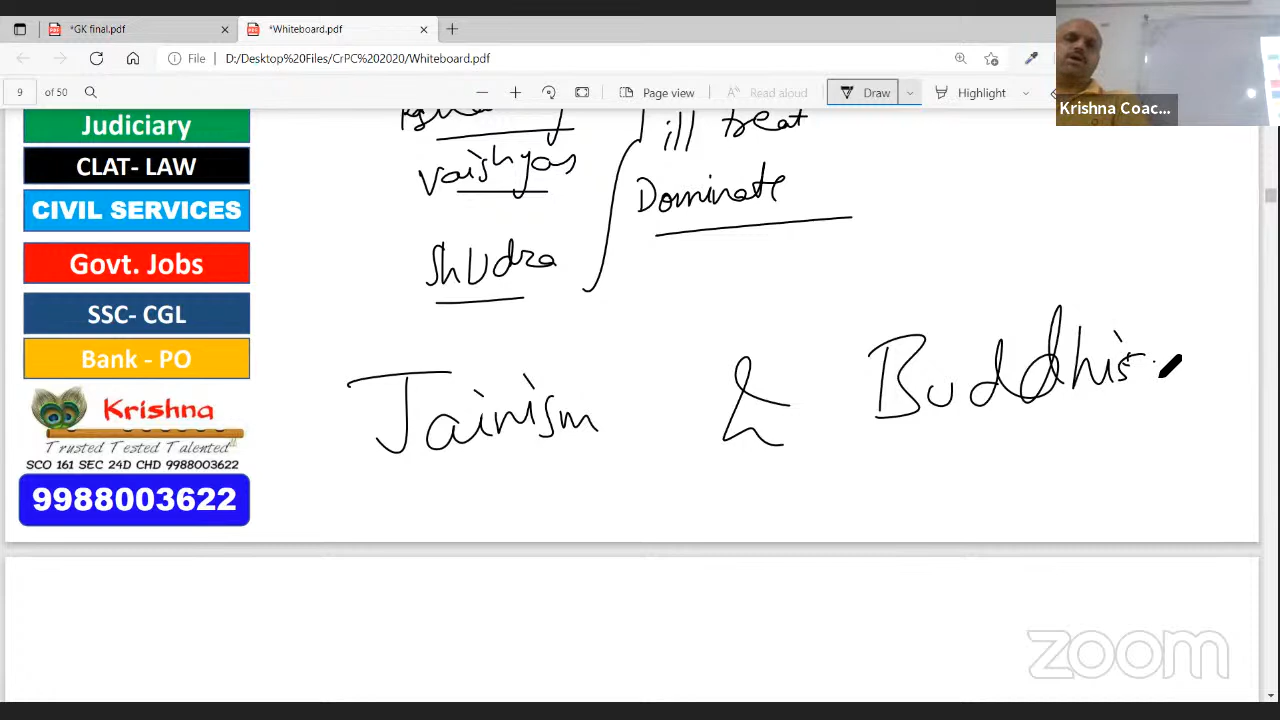 *GK final.pdf
*Whiteboard.pdf
File D:/Desktop%20Files/CrPC%202020/Whiteboard.pdf
9 of 50
Page view
Read aloud
Draw
Highlight
Krishna Coac...
Judiciary
CLAT- LAW
CIVIL SERVICES
Govt. Jobs
SSC- CGL
Bank - PO
Krishna
Trusted Tested Talented
SCO 161 SEC 24D CHD 9988003622
9988003622
ill treat
Vaishyas
Dominate
ShUdra
Jainism & Buddhis
zoom